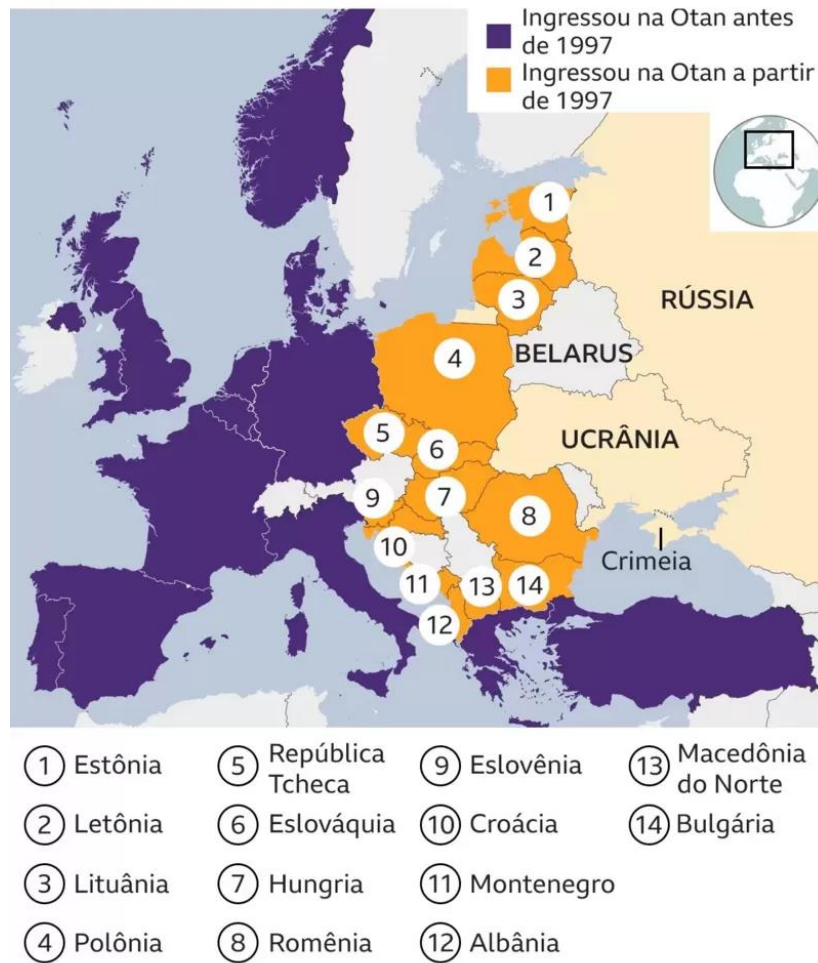 Ingressou na Otan antes
de 1997
Ingressou na Otan a partir
de 1997
1
2
3
RÚSSIA
4
BELARUS
5
6
UCRÂNIA
7
9
8
10
Crimeia
11
13
14
12
1 Estônia
2 Letônia
3 Lituânia
4 Polônia
5 República
Tcheca
6 Eslováquia
7 Hungria
8 Romênia
9 Eslovênia
10 Croácia
11 Montenegro
12 Albânia
13 Macedônia
do Norte
14 Bulgária